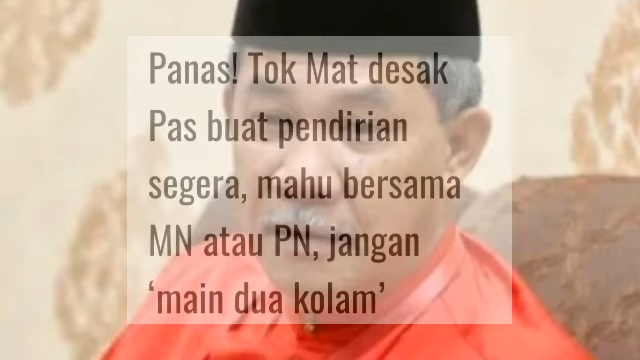 Panas! Tok Mat desak
Pas buat pendirian
segera, mahu bersama
MN atau PN, jangan
‘main dua kolam’